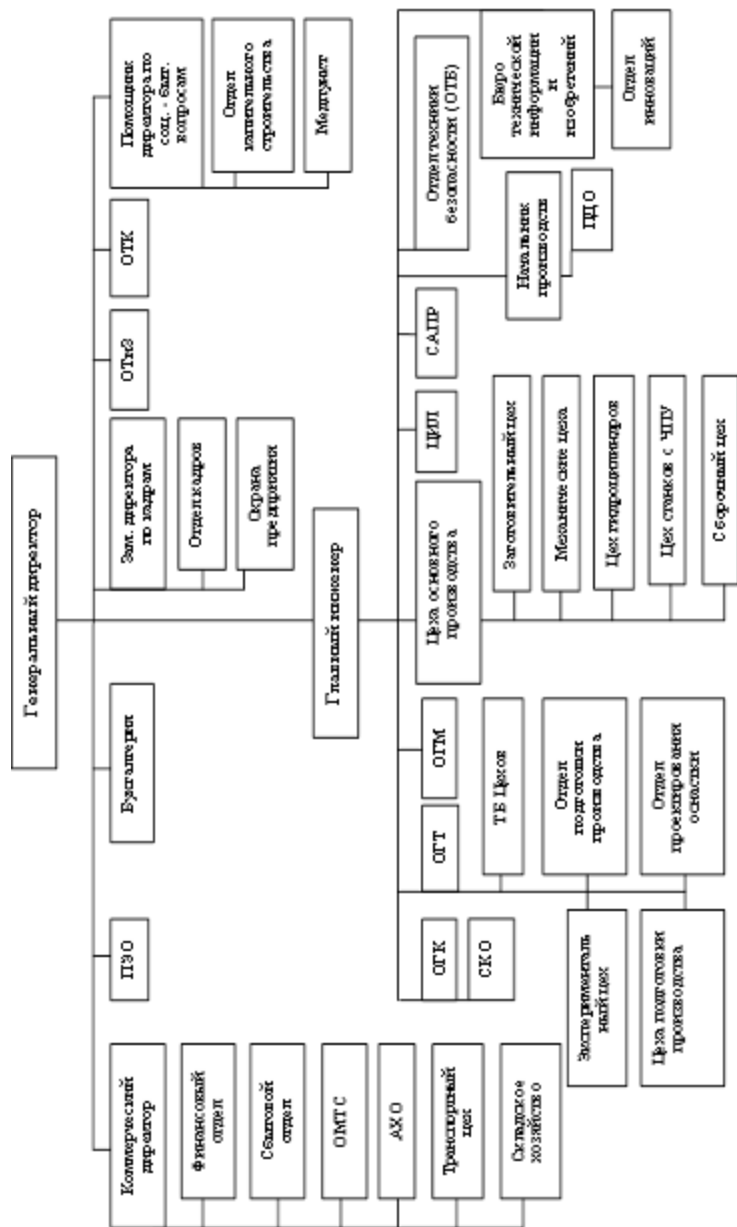 Генеральный директор
Коммерческий
директор
ПЭО
Бухгалтерия
Зам. директора
по кадрам
ОТиЗ
ОТК
Помощник
директора по
соц. - быт.
вопросам
Финансовый
отдел
Сбытовой
отдел
ОМТС
АХО
Транспортный
цех
Складское
хозяйство
Отдел кадров
Охрана
предприятия
Отдел
капитального
строительства
Медпункт
Главный инженер
ОГК
СКО
ОГТ
ОГМ
ТБ Цехов
Отдел
подготовки
производства
Отдел
проектирования
оснастки
Эксперименталь
ный цех
Цеха подготовки
производства
Цеха основного
производства
Заготовительный цех
Механические цеха
Цех гидроцилиндров
Цех станков с ЧПУ
Сборочный цех
ЦИЛ
САПР
Начальник
производств
ПДО
Отдел техники
безопасности (ОТБ)
Бюро
технической
информации
и
изобретений
Отдел
инноваций